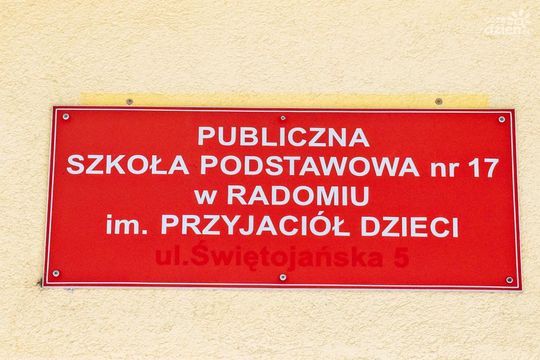 PUBLICZNA
SZKOŁA PODSTAWOWA nr 17
w RADOMIU
im. PRZYJACIÓŁ DZIECI
ul.Świętojańska 5